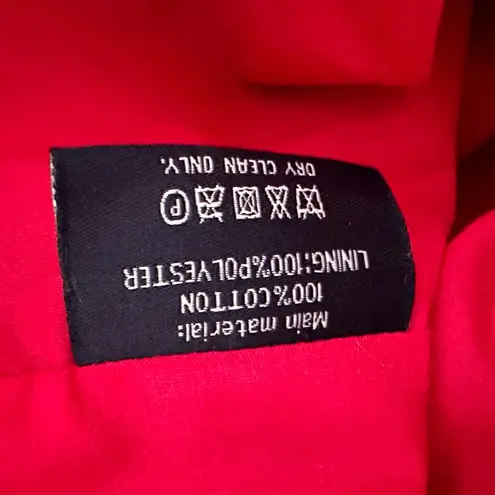 Main material:
100%COTTON
LINING:100%POLYESTER
P
DRY CLEAN ONLY.